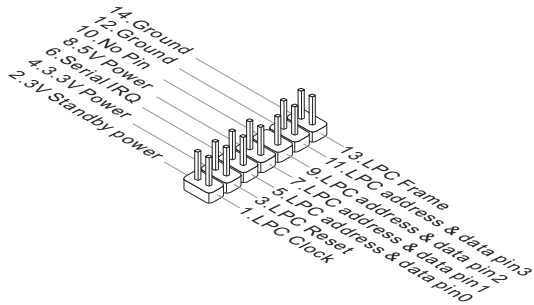 14.Ground
12.Ground
10.No Pin
8.5V Power
6.Serial IRQ
4.3.3V Power
2.3V Standby power
13.LPC Frame
11.LPC address & data pin3
9.LPC address & data pin2
7.LPC address & data pin1
5.LPC address & data pin0
3.LPC Reset
1.LPC Clock